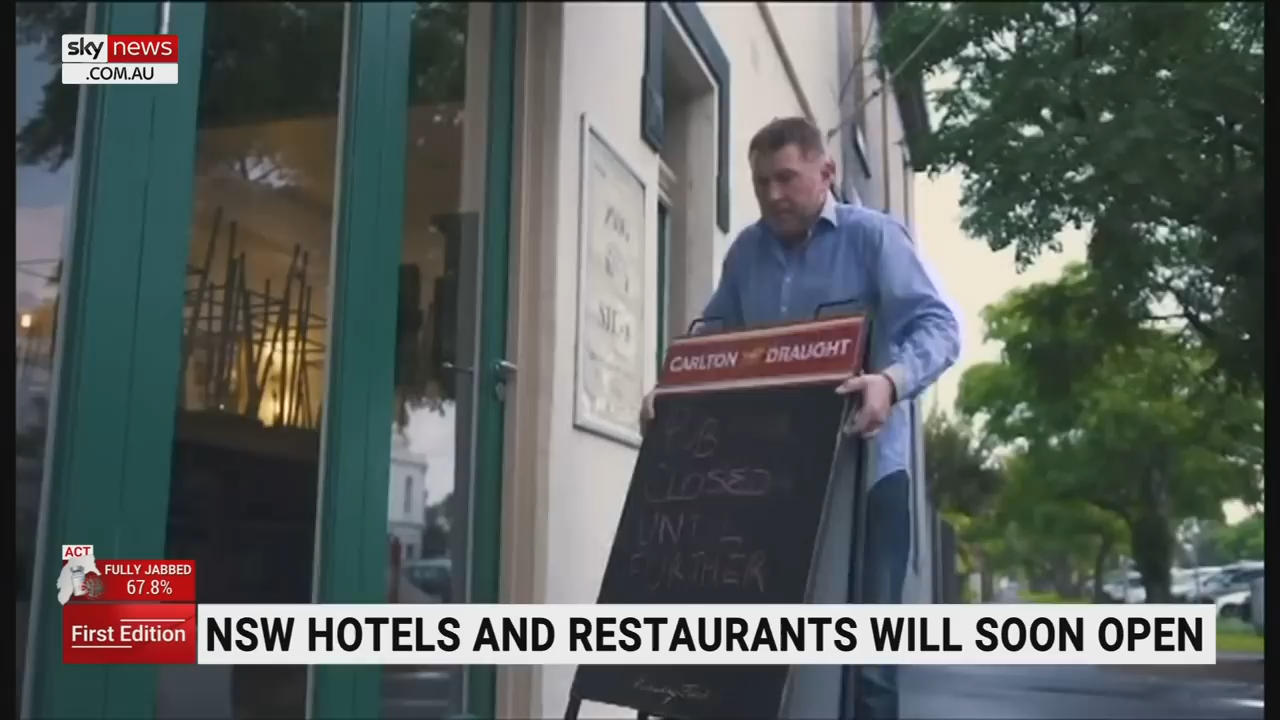 sky news
.COM.AU
CARLTON DRAUGHT
PUB
CLOSED
UNTIL
FURTHER
ACT
FULLY JABBED
67.8%
First Edition
NSW HOTELS AND RESTAURANTS WILL SOON OPEN